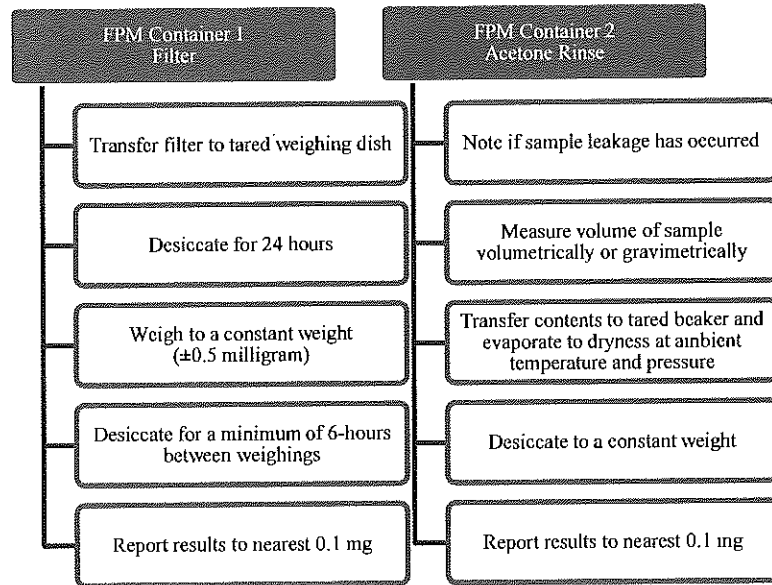 FPM Container 1
Filter
Transfer filter to tared weighing dish
Desiccate for 24 hours
Weigh to a constant weight
(±0.5 milligram)
Desiccate for a minimum of 6-hours
between weighings
Report results to nearest 0.1 mg
FPM Container 2
Acetone Rinse
Note if sample leakage has occurred
Measure volume of sample
volumetrically or gravimetrically
Transfer contents to tared beaker and
evaporate to dryness at ambient
temperature and pressure
Desiccate to a constant weight
Report results to nearest 0.1 mg